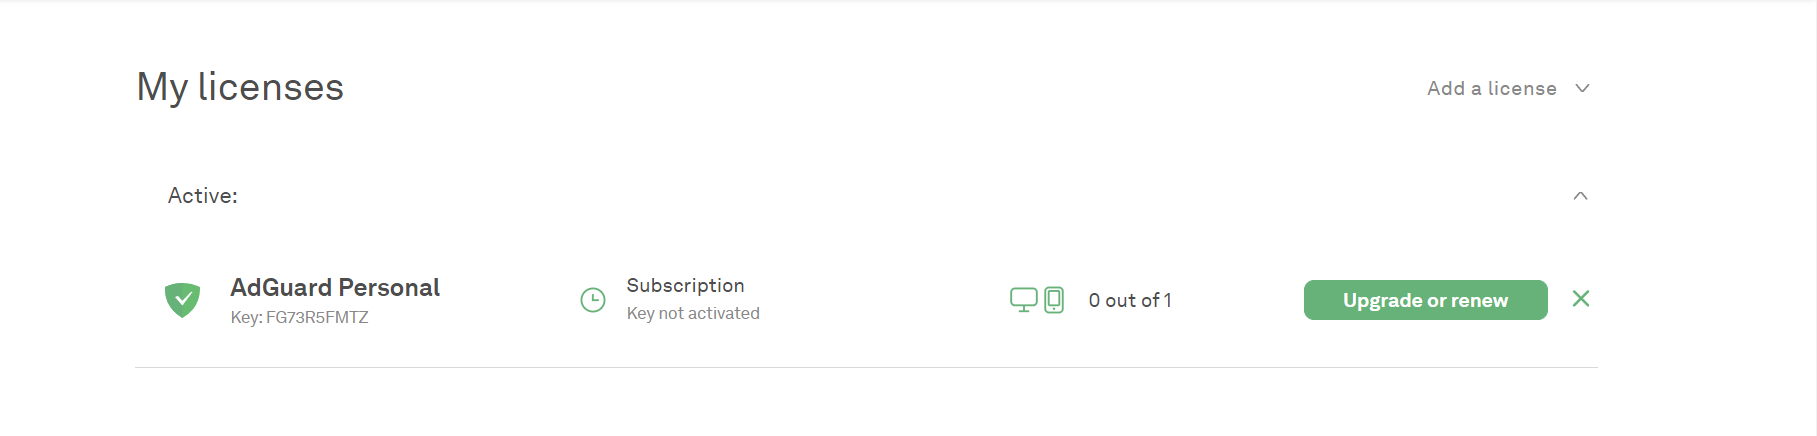 My licenses
Add a license
Active:
AdGuard Personal
Key: FG73R5FMTZ
Subscription
Key not activated
0 out of 1
Upgrade or renew